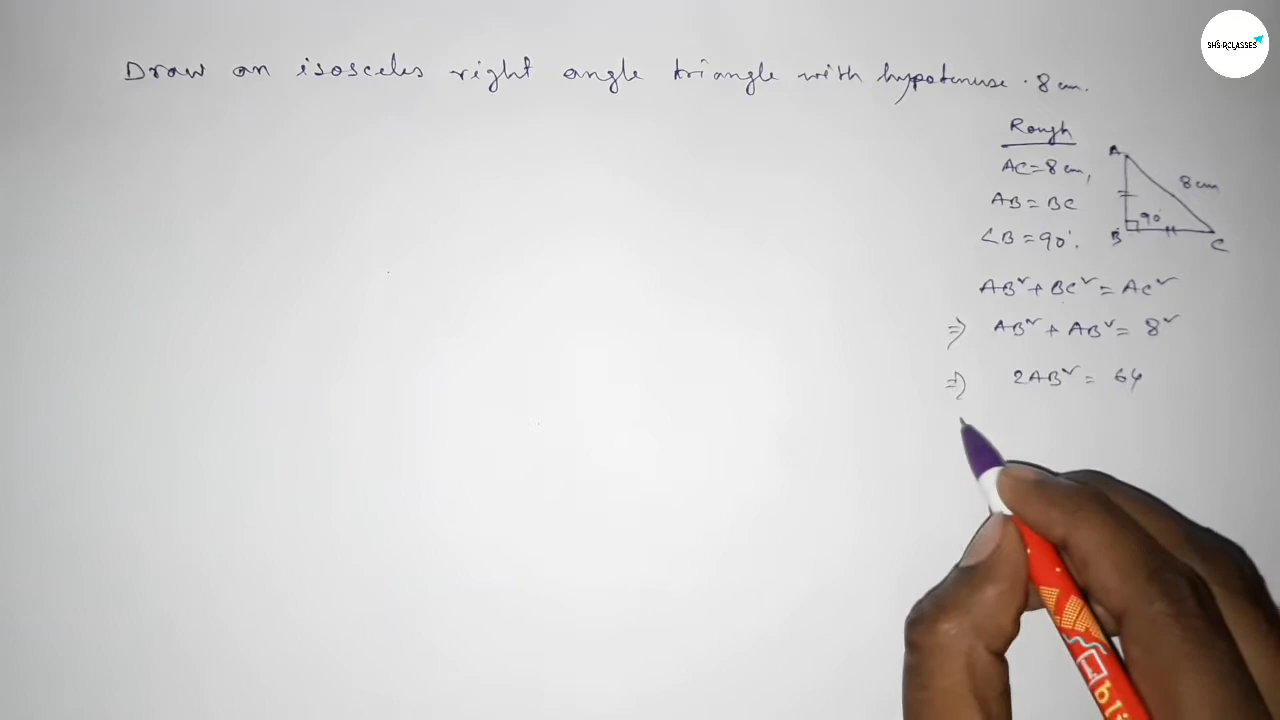 SHSRCLASSES
Draw an isosceles right angle triangle with hypotenuse . 8 cm.
Rough
AC = 8 cm,
AB = BC
∠B = 90°.
A
8 cm
90°
B
C
AB² + BC² = AC²
⇒ AB² + AB² = 8²
⇒ 2AB² = 64